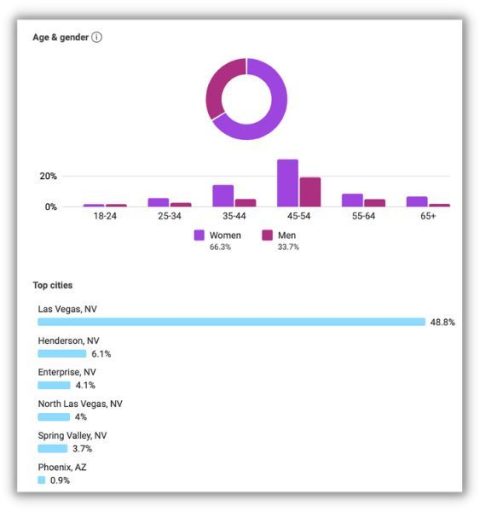 Age & gender
20%
0%
18-24 25-34 35-44 45-54 55-64 65+
Women Men
66.3% 33.7%
Top cities
Las Vegas, NV
48.8%
Henderson, NV
6.1%
Enterprise, NV
4.1%
North Las Vegas, NV
4%
Spring Valley, NV
3.7%
Phoenix, AZ
0.9%